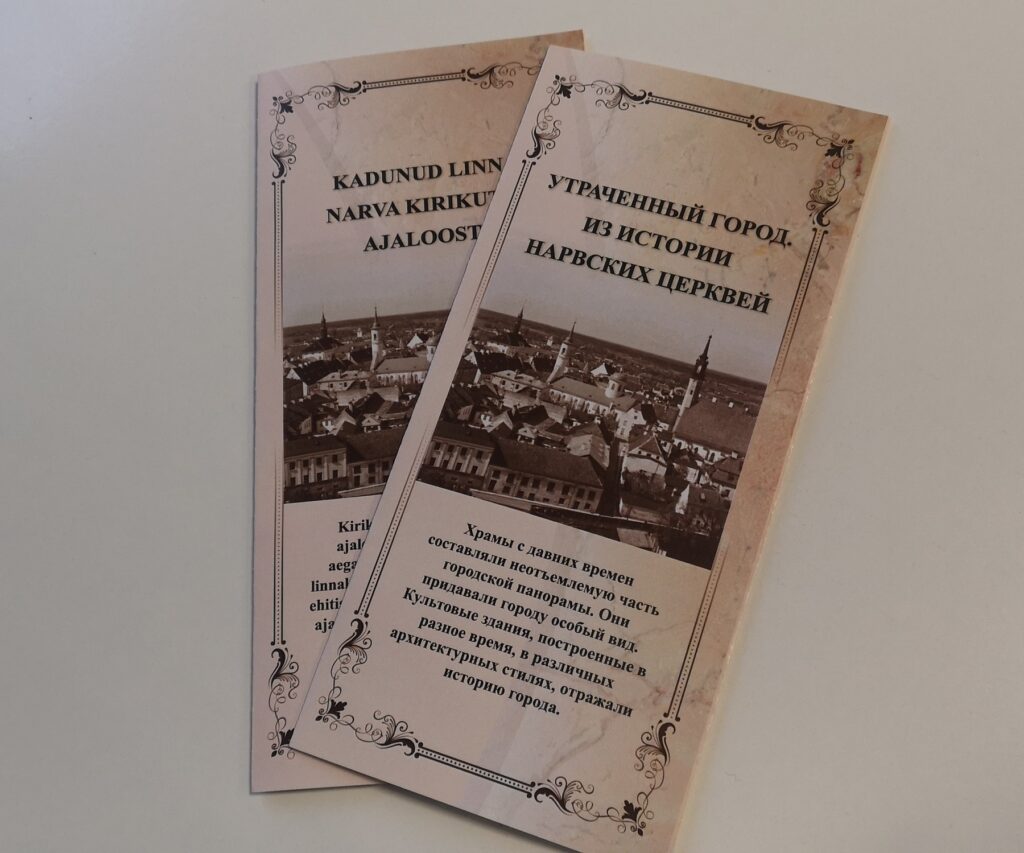 KADUNUD LINN
NARVA
AJALOOST
УТРАЧЕННЫЙ ГОРОД.
ИЗ ИСТОРИИ
НАРВСКИХ ЦЕРКВЕЙ
Храмы с давних времен
составляли неотъемлемую часть
городской панорамы. Они
придавали городу особый вид.
Культовые здания, построенные в
разное время, в различных
архитектурных стилях, отражали
историю города.